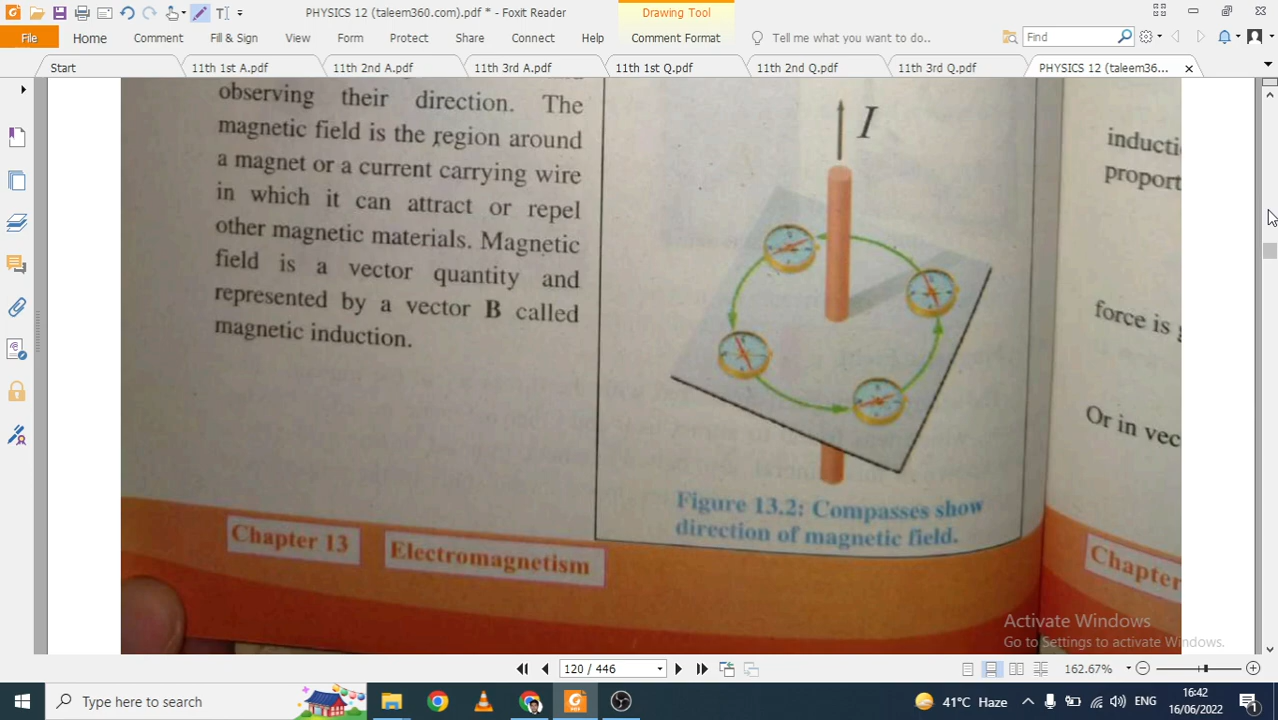 PHYSICS 12 (taleem360.com).pdf * - Foxit Reader
Drawing Tool
File
Home
Comment
Fill & Sign
View
Form
Protect
Share
Connect
Help
Comment Format
Tell me what you want to do..
Find
Start
11th 1st A.pdf
11th 2nd A.pdf
11th 3rd A.pdf
11th 1st Q.pdf
11th 2nd Q.pdf
11th 3rd Q.pdf
PHYSICS 12 (taleem36...
observing their direction. The
magnetic field is the region around
a magnet or a current carrying wire
in which it can attract or repel
other magnetic materials. Magnetic
field is a vector quantity and
represented by a vector B called
magnetic induction.
I
Figure 13.2: Compasses show
direction of magnetic field.
Chapter 13
Electromagnetism
inducti
proport
force is
Or in vec
Chapter
Activate Windows
Go to Settings to activate Windows.
120 / 446
162.67%
Type here to search
41°C Haze
ENG
16:42
16/06/2022
1